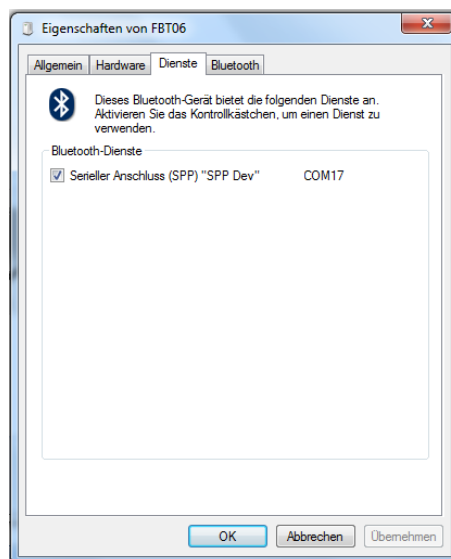 Eigenschaften von FBT06
Allgemein Hardware Dienste Bluetooth
Dieses Bluetooth-Gerät bietet die folgenden Dienste an.
Aktivieren Sie das Kontrollkästchen, um einen Dienst zu
verwenden.
Bluetooth-Dienste
Serieller Anschluss (SPP) "SPP Dev" COM17
OK Abbrechen Übernehmen